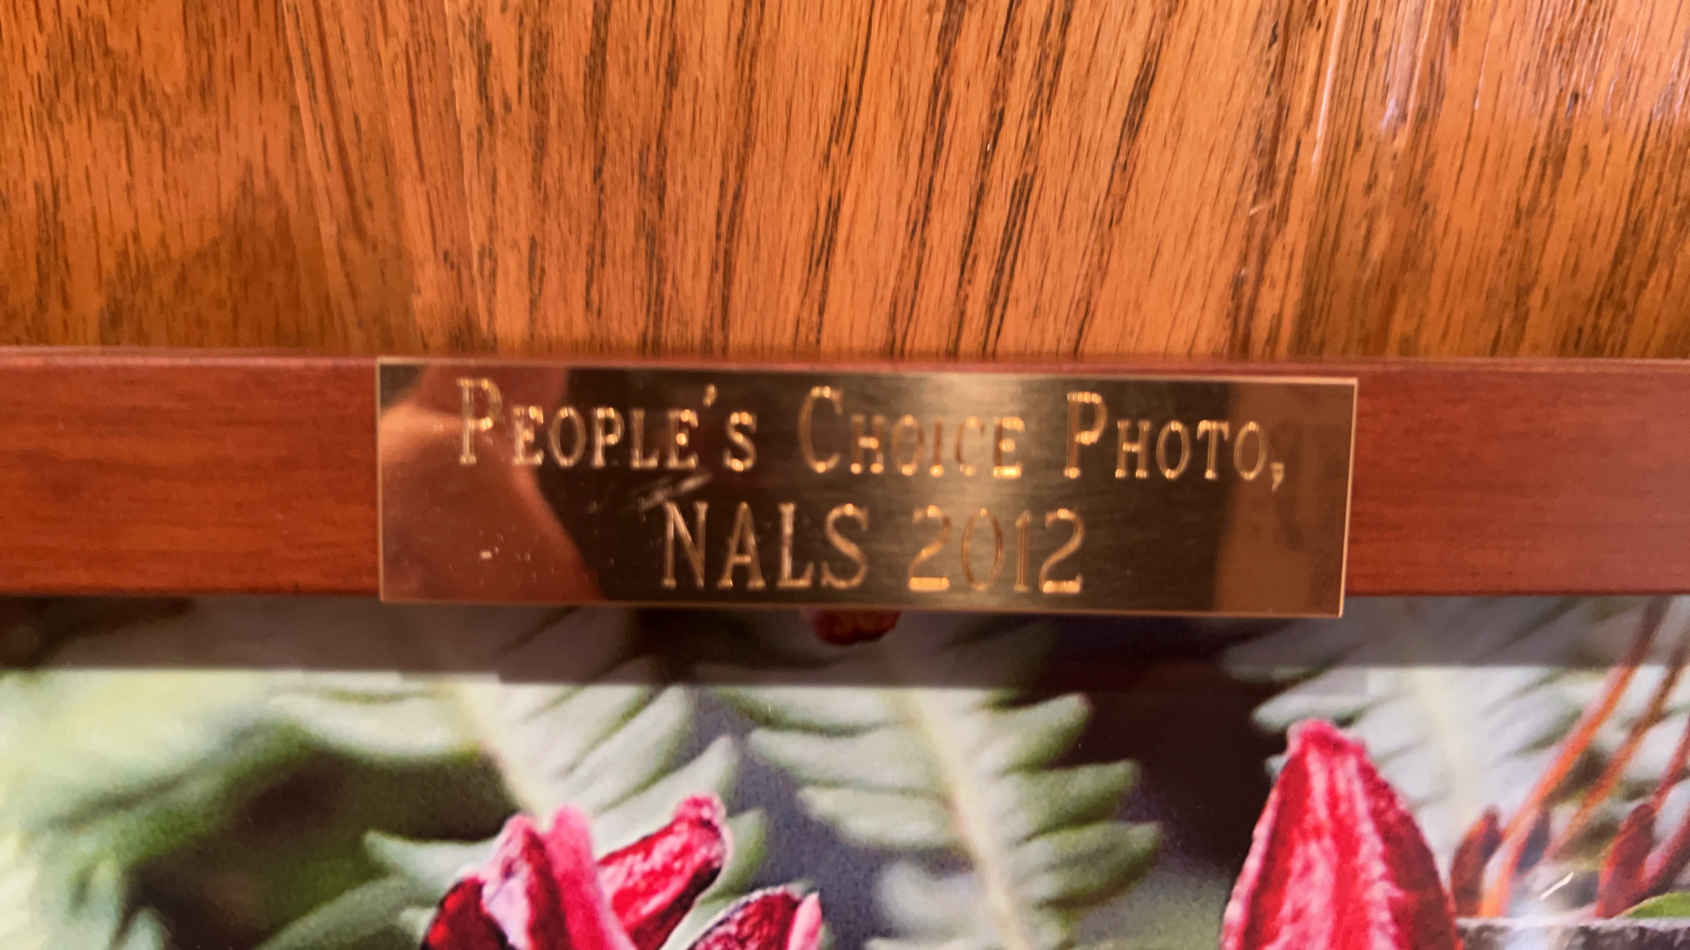 PEOPLE'S CHOICE PHOTO,
NALS 2012